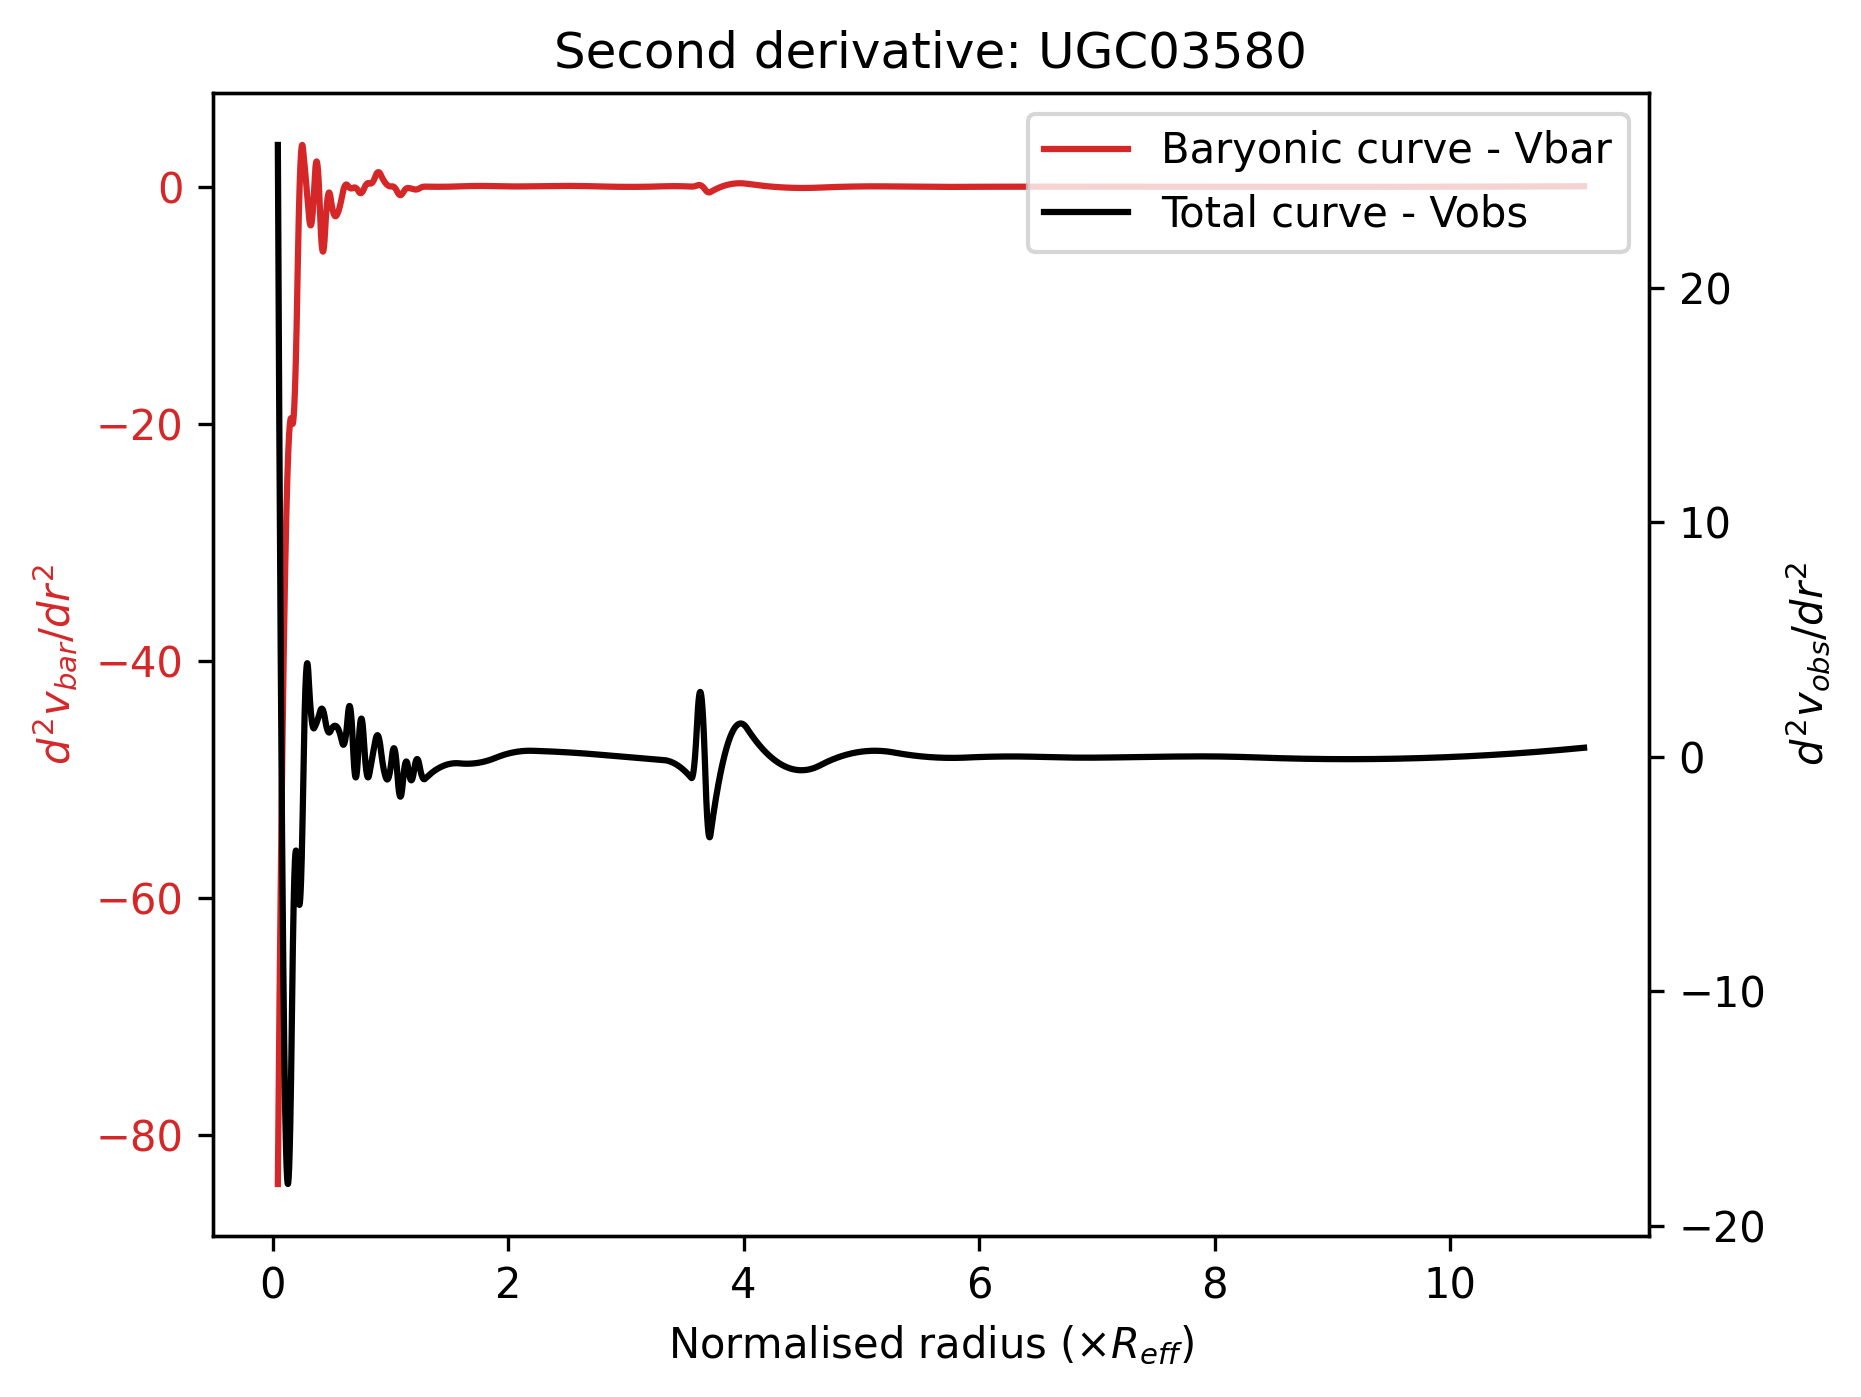 Second derivative: UGC03580
Baryonic curve - Vbar
Total curve - Vobs
0
−20
−40
−60
−80
d²v_bar/dr²
20
10
0
−10
−20
d²v_obs/dr²
0 2 4 6 8 10
Normalised radius (×R_eff)